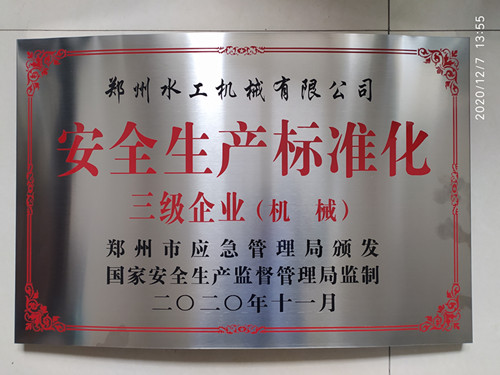 郑州水工机械有限公司
安全生产标准化
三级企业（机 械）
郑州市应急管理局颁发
国家安全生产监督管理局监制
二〇二〇年十一月
2020/12/7 13:55